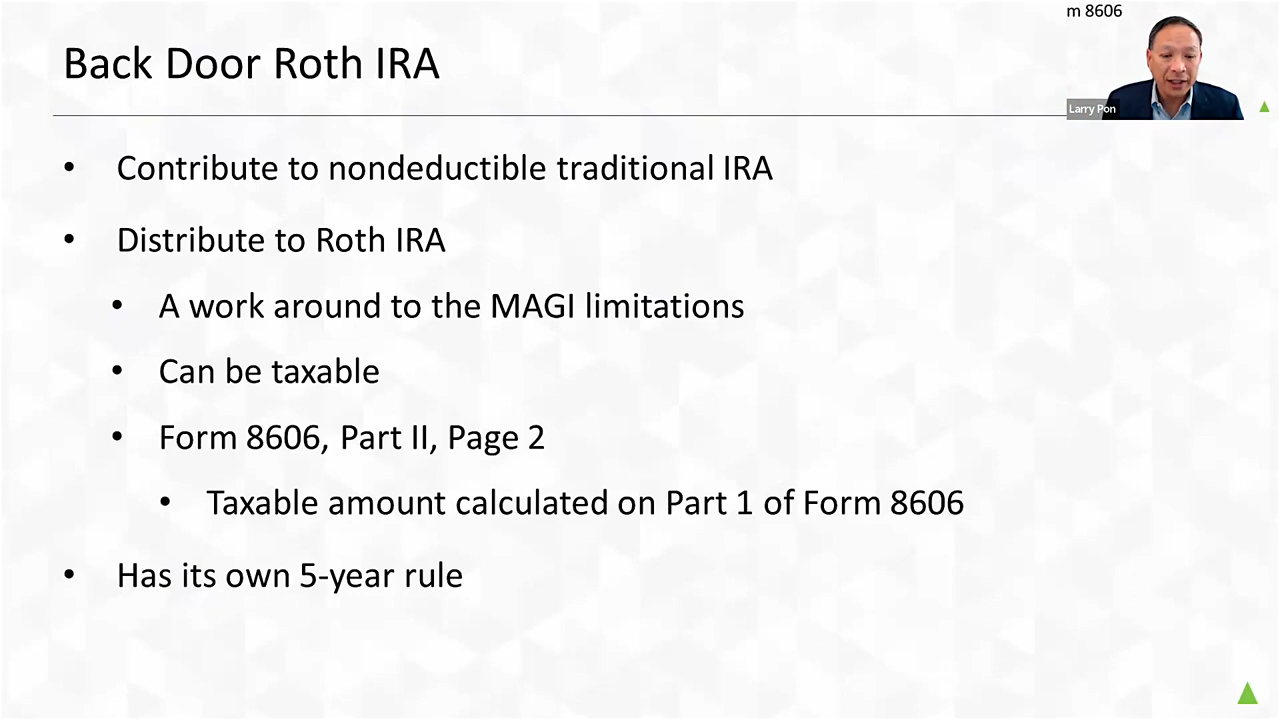 m 8606
Back Door Roth IRA
Larry Pon
• Contribute to nondeductible traditional IRA
• Distribute to Roth IRA
• A work around to the MAGI limitations
• Can be taxable
• Form 8606, Part II, Page 2
• Taxable amount calculated on Part 1 of Form 8606
• Has its own 5-year rule